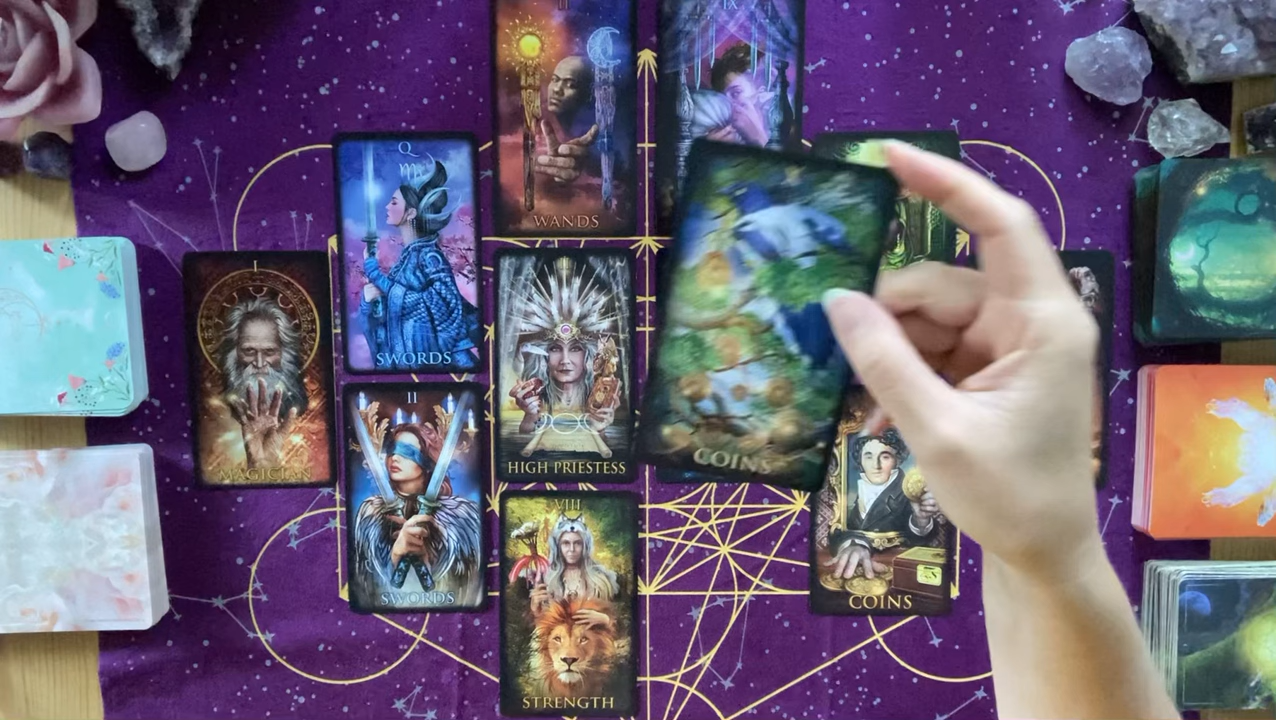 II
WANDS
IX
Q
SWORDS
I
MAGICIAN
HIGH PRIESTESS
COINS
II
SWORDS
COINS
VIII
STRENGTH